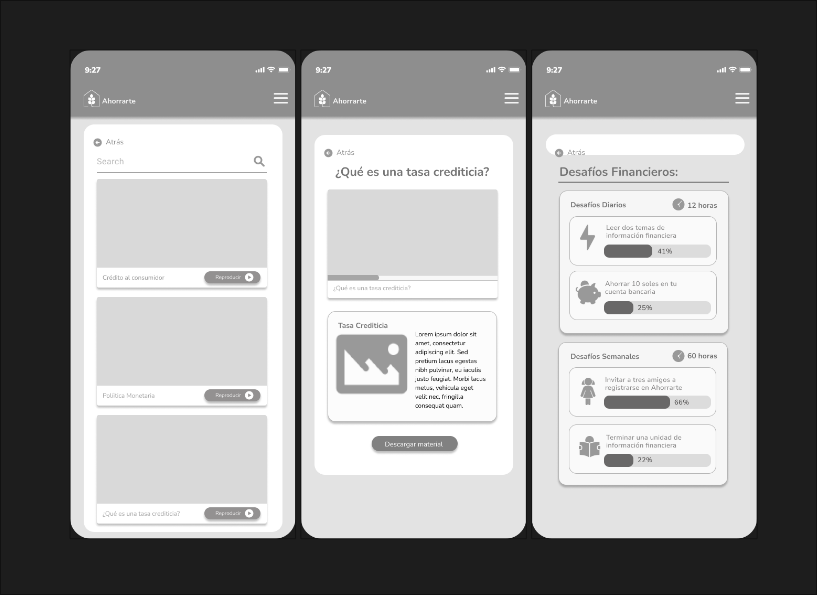 9:27
Ahorrarte
Atrás
Search
Crédito al consumidor
Reproducir
Política Monetaria
Reproducir
¿Qué es una tasa crediticia?
Reproducir
9:27
Ahorrarte
Atrás
¿Qué es una tasa crediticia?
¿Qué es una tasa crediticia?
Tasa Crediticia
Lorem ipsum dolor sit
amet, consectetur
adipiscing elit. Sed
pretium lacus egestas
nibh pulvinar, eu iaculis
justo feugiat. Morbi lacus
metus, vehicula eget
velit nec, fringilla
consequat quam.
Descargar material
9:27
Ahorrarte
Atrás
Desafíos Financieros:
Desafíos Diarios
12 horas
Leer dos temas de
información financiera
41%
Ahorrar 10 soles en tu
cuenta bancaria
25%
Desafíos Semanales
60 horas
Invitar a tres amigos a
registrarse en Ahorrarte
66%
Terminar una unidad de
información financiera
22%